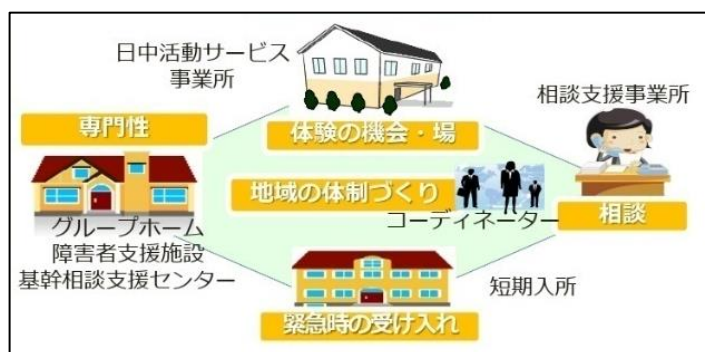 日中活動サービス
事業所
相談支援事業所
専門性
体験の機会・場
地域の体制づくり
コーディネーター
相談
グループホーム
障害者支援施設
基幹相談支援センター
短期入所
緊急時の受け入れ